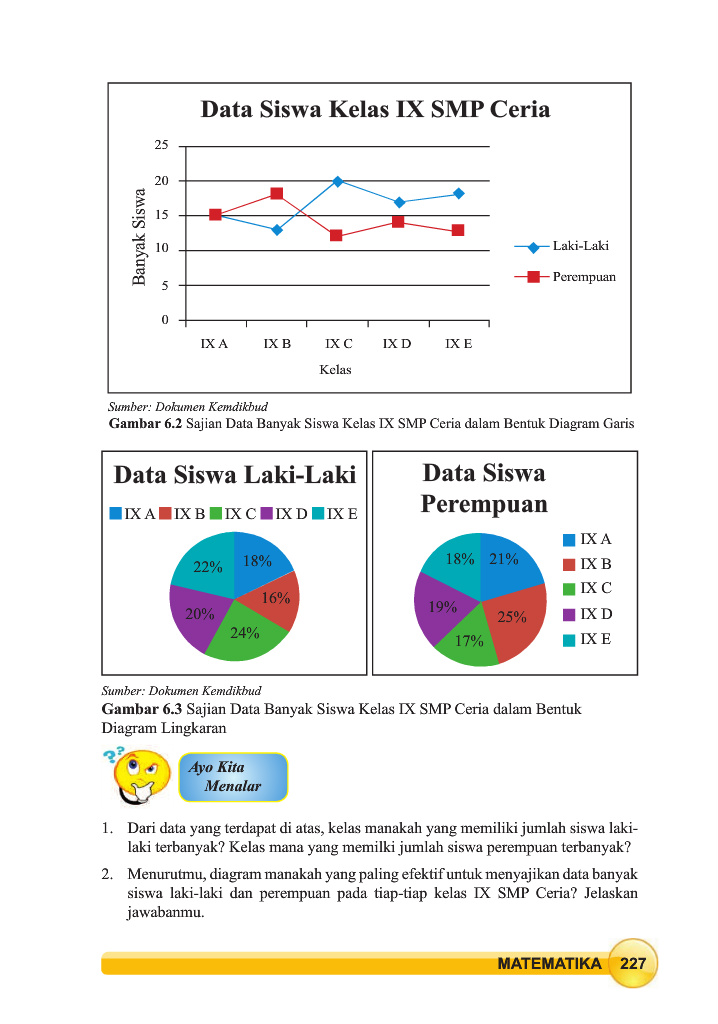 Data Siswa Kelas IX SMP Ceria
25
20
15
10
5
0
Banyak Siswa
IX A IX B IX C IX D IX E
Kelas
Laki-Laki
Perempuan
Sumber: Dokumen Kemdikbud
Gambar 6.2 Sajian Data Banyak Siswa Kelas IX SMP Ceria dalam Bentuk Diagram Garis
Data Siswa Laki-Laki
IX A IX B IX C IX D IX E
18%
16%
24%
20%
22%
Data Siswa
Perempuan
21%
25%
17%
19%
18%
IX A
IX B
IX C
IX D
IX E
Sumber: Dokumen Kemdikbud
Gambar 6.3 Sajian Data Banyak Siswa Kelas IX SMP Ceria dalam Bentuk
Diagram Lingkaran
??
Ayo Kita
Menalar
1. Dari data yang terdapat di atas, kelas manakah yang memiliki jumlah siswa laki-
laki terbanyak? Kelas mana yang memilki jumlah siswa perempuan terbanyak?
2. Menurutmu, diagram manakah yang paling efektif untuk menyajikan data banyak
siswa laki-laki dan perempuan pada tiap-tiap kelas IX SMP Ceria? Jelaskan
jawabanmu.
MATEMATIKA 227